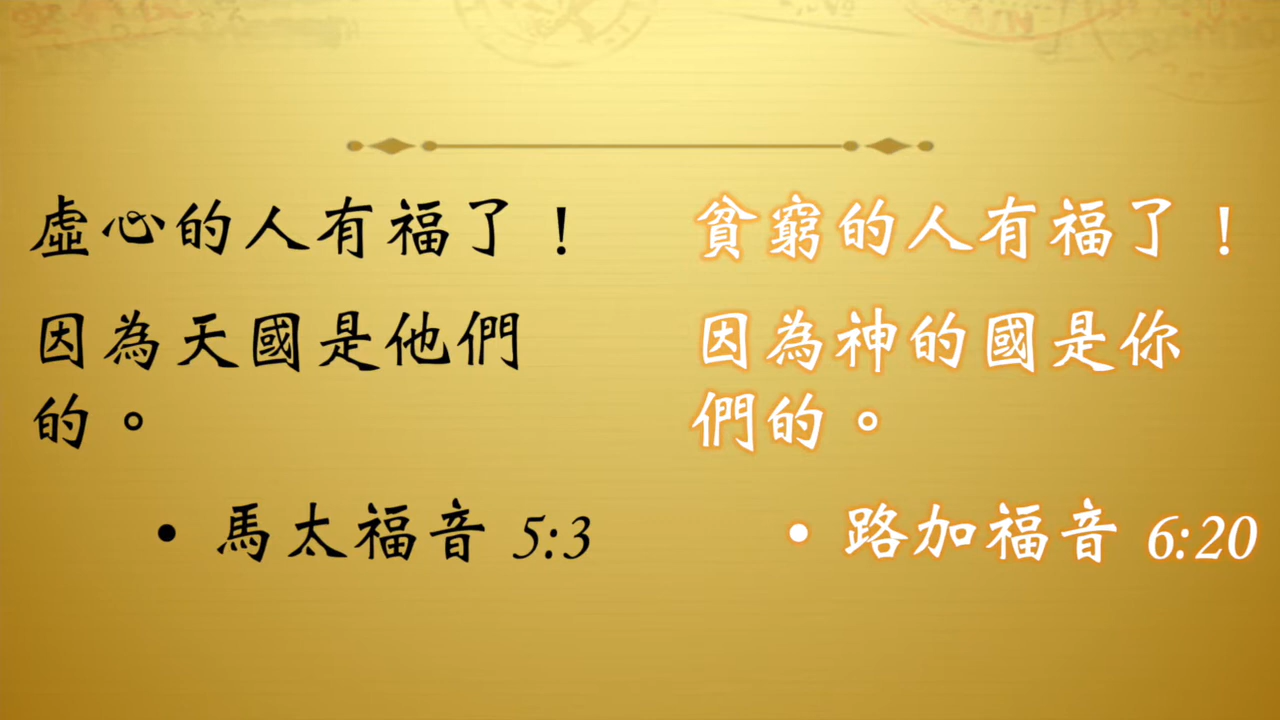 虛心的人有福了！
因為天國是他們
的。
• 馬太福音 5:3
貧窮的人有福了！
因為神的國是你
們的。
• 路加福音 6:20